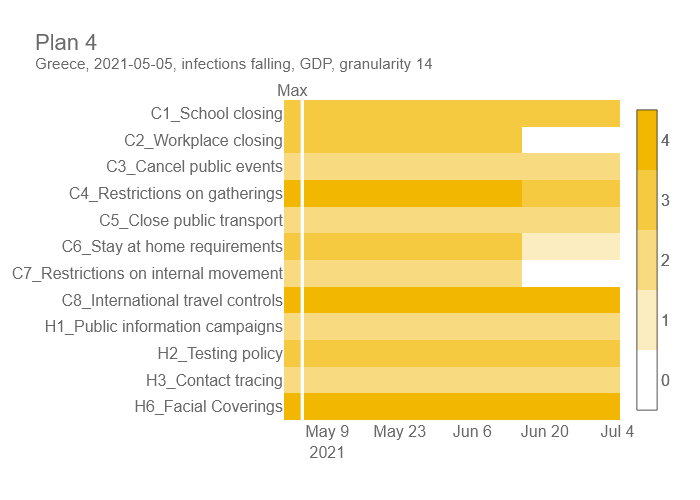 Plan 4
Greece, 2021-05-05, infections falling, GDP, granularity 14
Max
C1_School closing
C2_Workplace closing
C3_Cancel public events
C4_Restrictions on gatherings
C5_Close public transport
C6_Stay at home requirements
C7_Restrictions on internal movement
C8_International travel controls
H1_Public information campaigns
H2_Testing policy
H3_Contact tracing
H6_Facial Coverings
4
3
2
1
0
May 9 May 23 Jun 6 Jun 20 Jul 4
2021